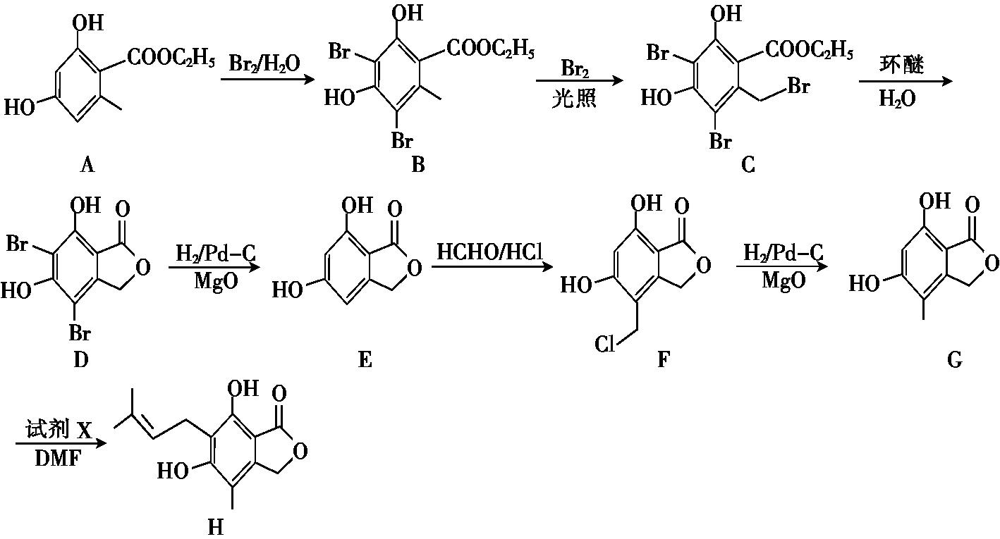 OH
COOC₂H₅
HO
A
Br₂/H₂O
OH
Br
COOC₂H₅
HO
Br
B
Br₂
光照
OH
Br
COOC₂H₅
Br
HO
Br
C
环醚
H₂O
OH
O
Br
O
HO
Br
D
H₂/Pd-C
MgO
OH
O
O
HO
E
HCHO/HCl
OH
O
O
HO
Cl
F
H₂/Pd-C
MgO
OH
O
O
HO
G
试剂 X
DMF
OH
O
O
HO
H